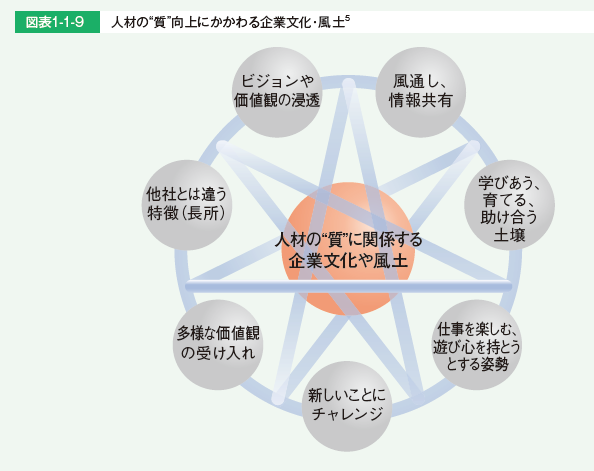 図表1-1-9 人材の“質”向上にかかわる企業文化・風土5
ビジョンや
価値観の浸透
風通し、
情報共有
他社とは違う
特徴（長所）
学びあう、
育てる、
助け合う
土壌
人材の“質”に関係する
企業文化や風土
多様な価値観
の受け入れ
仕事を楽しむ、
遊び心を持とう
とする姿勢
新しいことに
チャレンジ